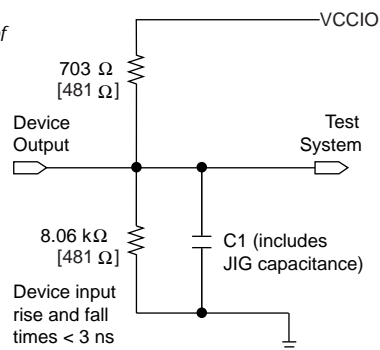 of
VCCIO
703 Ω
[481 Ω]
Device
Output
Test
System
8.06 kΩ
[481 Ω]
C1 (includes
JIG capacitance)
Device input
rise and fall
times < 3 ns